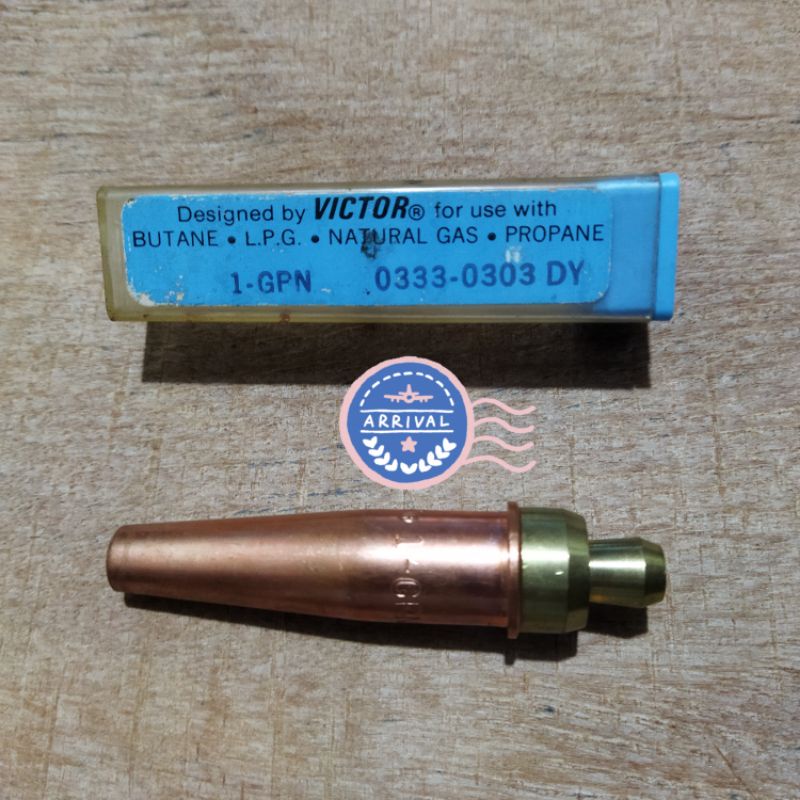 Designed by VICTOR® for use with
BUTANE • L.P.G. • NATURAL GAS • PROPANE
1-GPN 0333-0303 DY
ARRIVAL